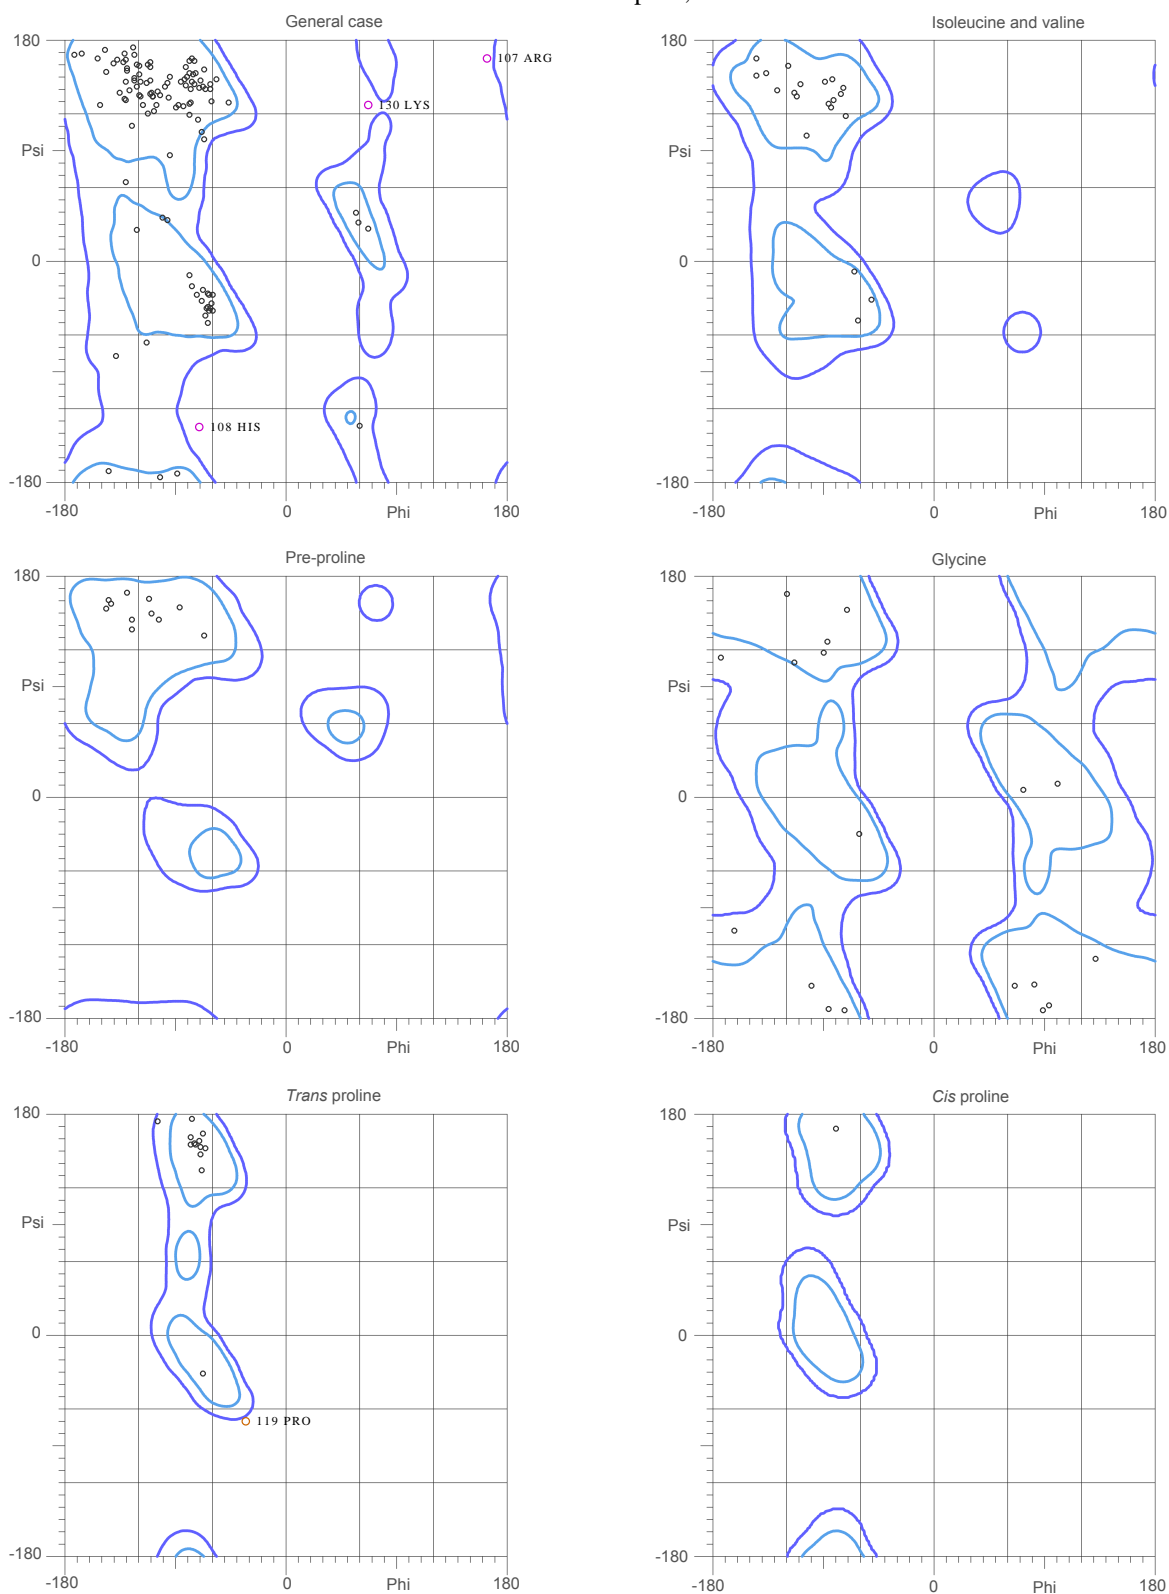 General case
Isoleucine and valine
180
107 ARG
130 LYS
Psi
0
108 HIS
-180
-180
0
Phi
180
180
Psi
0
-180
-180
0
Phi
180
Pre-proline
Glycine
180
Psi
0
-180
-180
0
Phi
180
180
Psi
0
-180
-180
0
Phi
180
Trans proline
Cis proline
180
Psi
0
119 PRO
-180
-180
0
Phi
180
180
Psi
0
-180
-180
0
Phi
180